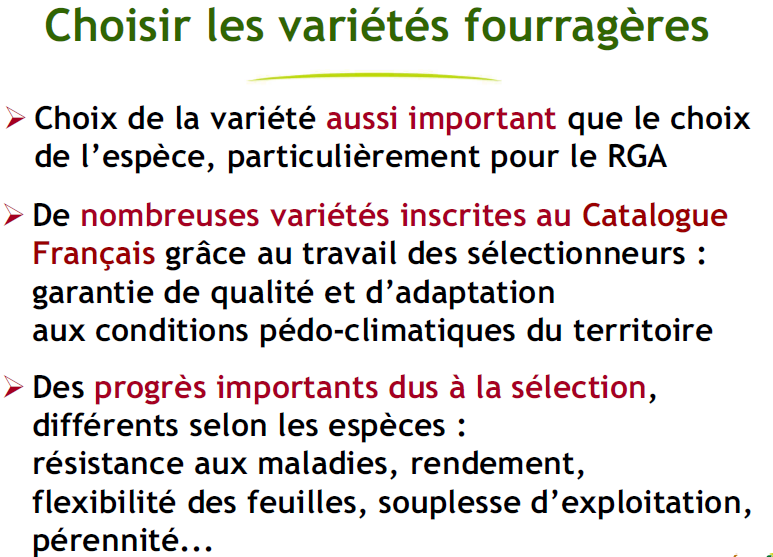 Choisir les variétés fourragères
➢ Choix de la variété aussi important que le choix
de l’espèce, particulièrement pour le RGA
➢ De nombreuses variétés inscrites au Catalogue
Français grâce au travail des sélectionneurs :
garantie de qualité et d’adaptation
aux conditions pédo-climatiques du territoire
➢ Des progrès importants dus à la sélection,
différents selon les espèces :
résistance aux maladies, rendement,
flexibilité des feuilles, souplesse d’exploitation,
pérennité...